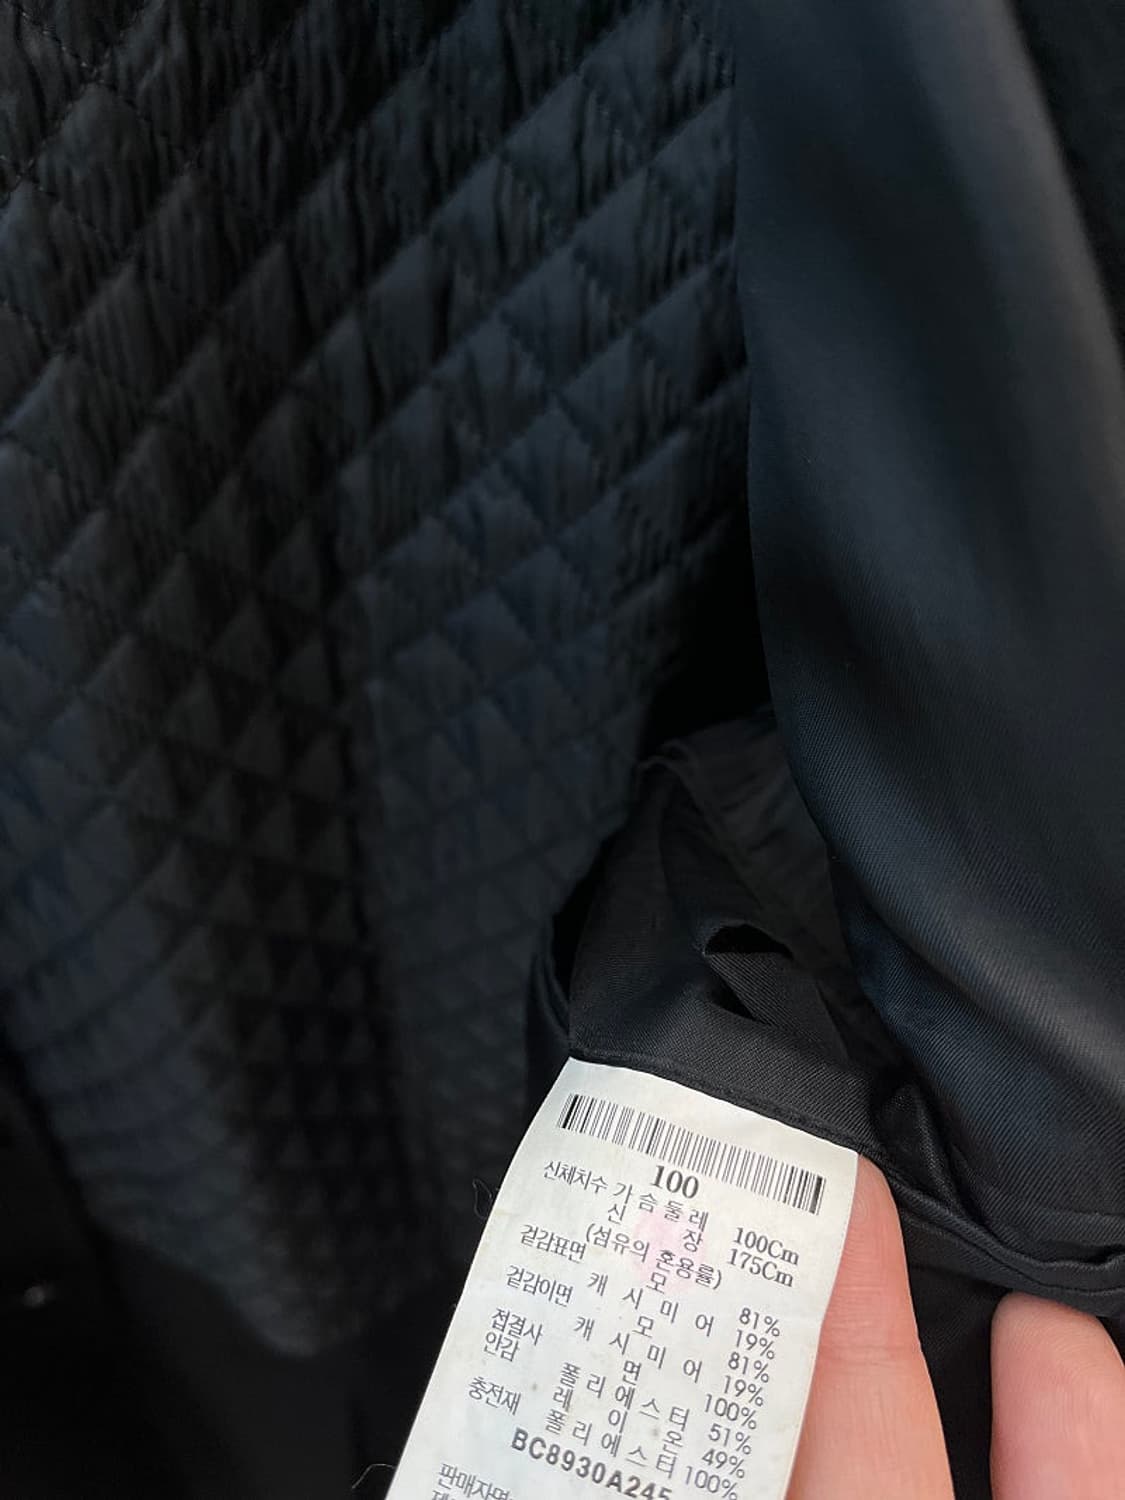 100
신체치수 가슴둘레 100Cm
신장 175Cm
(섬유의 혼용률)
겉감표면 모 81%
캐시미어 19%
겉감이면 모 81%
캐시미어 19%
접결사 면 100%
안감 폴리에스터 51%
레이온 49%
충전재 폴리에스터 100%
BC8930A245